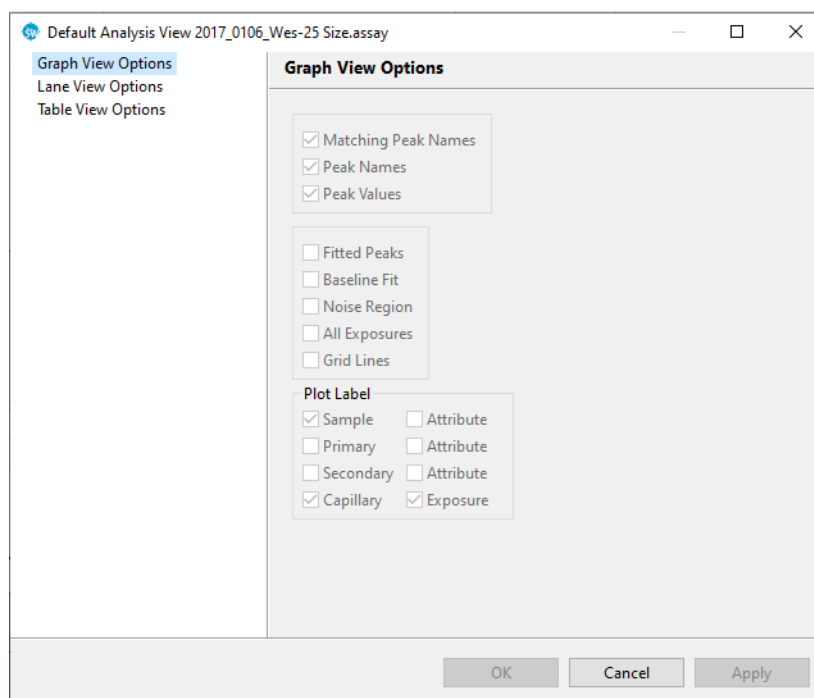 Default Analysis View 2017_0106_Wes-25 Size.assay
Graph View Options
Lane View Options
Table View Options
Graph View Options
Matching Peak Names
Peak Names
Peak Values
Fitted Peaks
Baseline Fit
Noise Region
All Exposures
Grid Lines
Plot Label
Sample Attribute
Primary Attribute
Secondary Attribute
Capillary Exposure
OK Cancel Apply